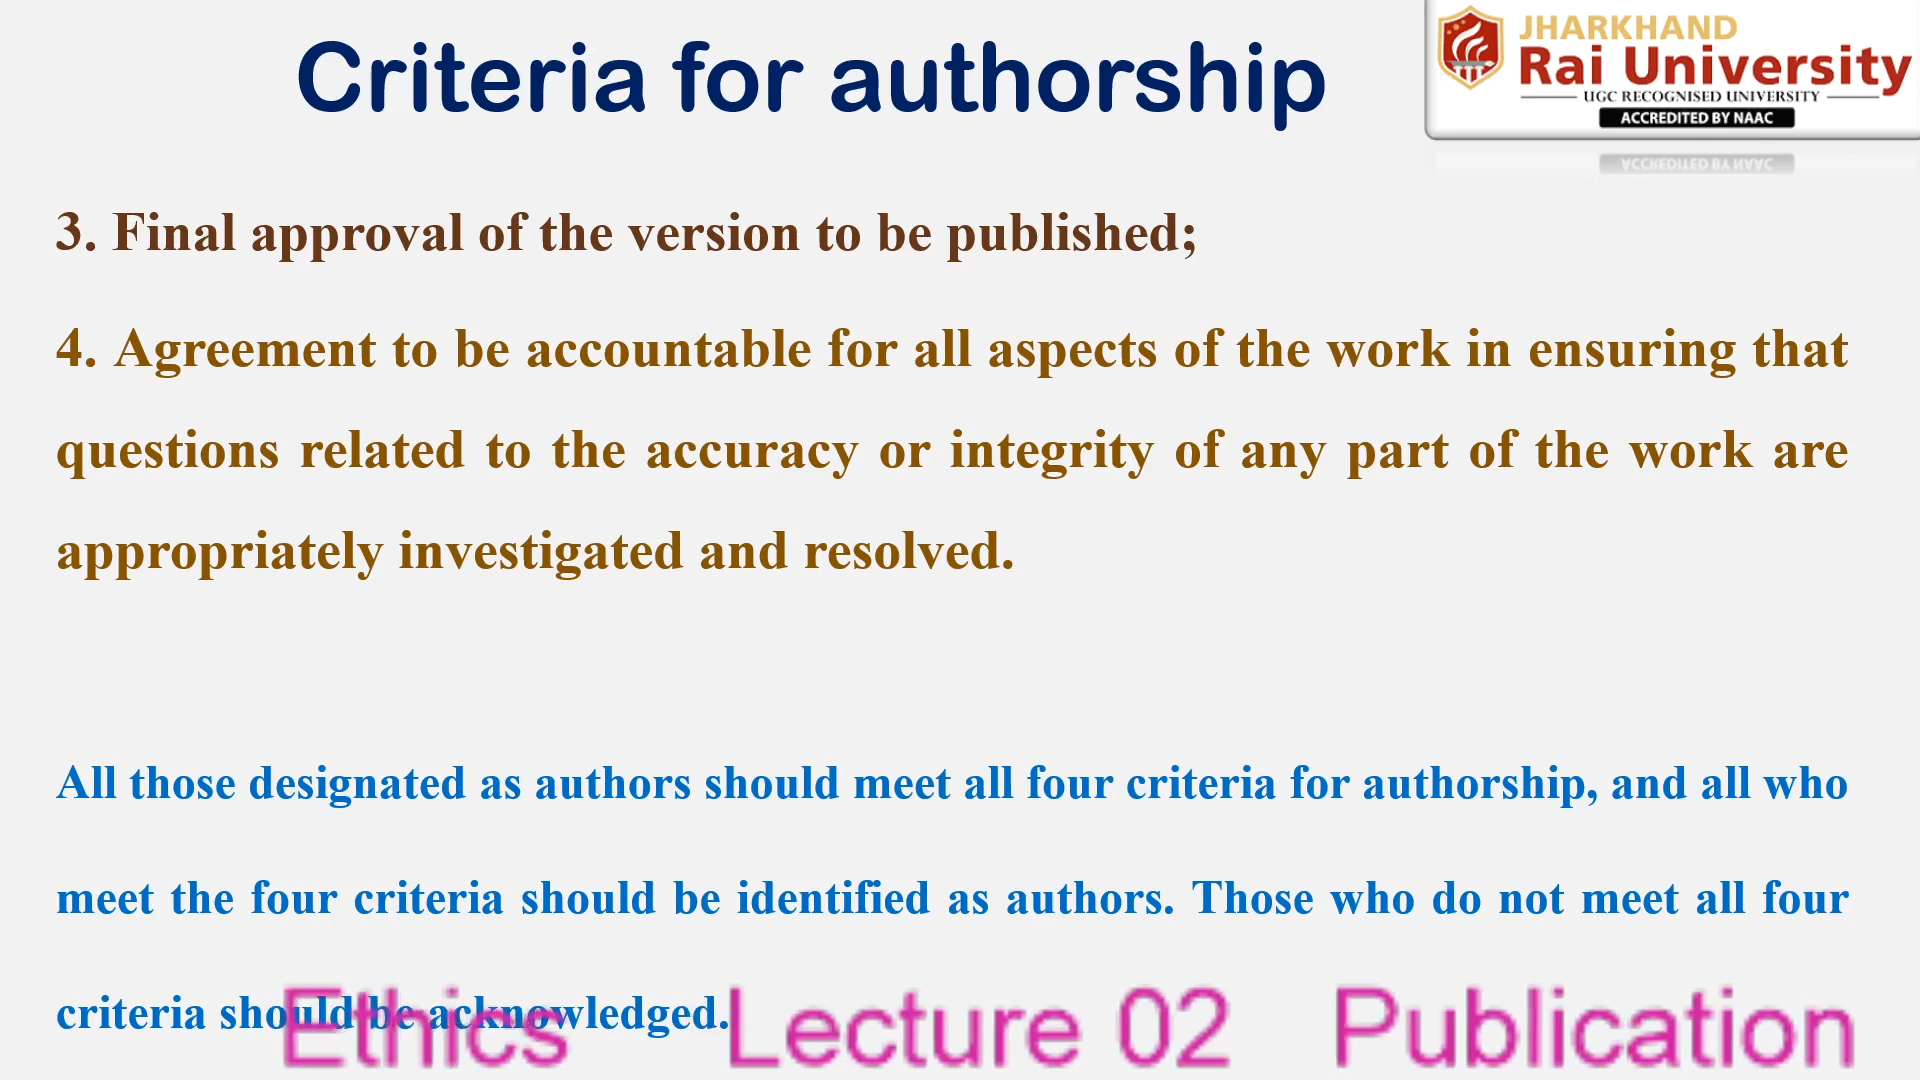 Criteria for authorship
JHARKHAND
Rai University
UGC RECOGNISED UNIVERSITY
ACCREDITED BY NAAC
3. Final approval of the version to be published;
4. Agreement to be accountable for all aspects of the work in ensuring that
questions related to the accuracy or integrity of any part of the work are
appropriately investigated and resolved.
All those designated as authors should meet all four criteria for authorship, and all who
meet the four criteria should be identified as authors. Those who do not meet all four
criteria should be acknowledged.
Ethics Lecture 02 Publication